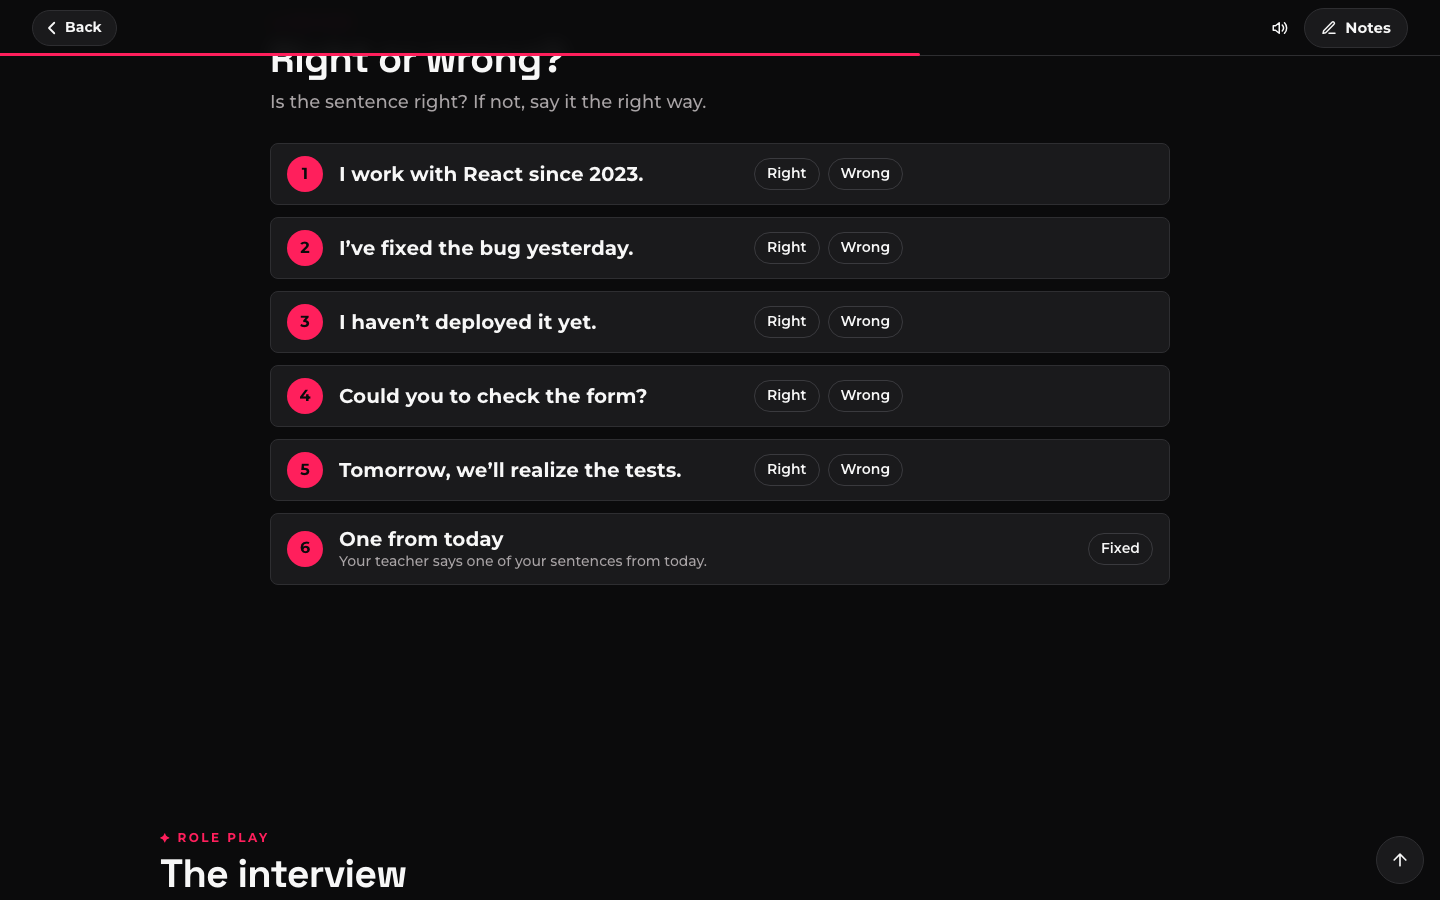 Back
Notes
Right or wrong?
Is the sentence right? If not, say it the right way.
1 I work with React since 2023. Right Wrong
2 I’ve fixed the bug yesterday. Right Wrong
3 I haven’t deployed it yet. Right Wrong
4 Could you to check the form? Right Wrong
5 Tomorrow, we’ll realize the tests. Right Wrong
6 One from today
Your teacher says one of your sentences from today.
Fixed
ROLE PLAY
The interview